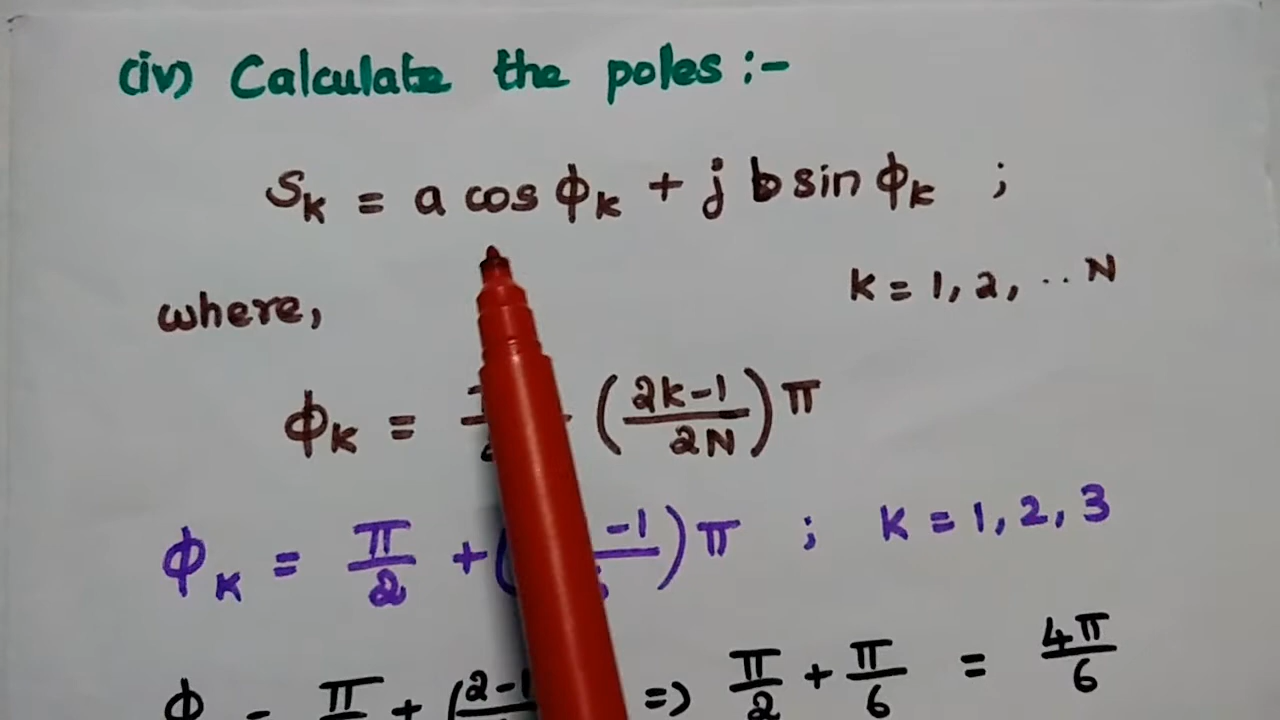 (iv) Calculate the poles :-
Sk = a cos ϕk + j b sin ϕk ;
where, k = 1, 2, .. N
ϕk = (2k-1 / 2N) π
ϕk = π/2 + ( -1 ) π ; k = 1, 2, 3
ϕ = π + (2-1 => π/2 + π/6 = 4π/6